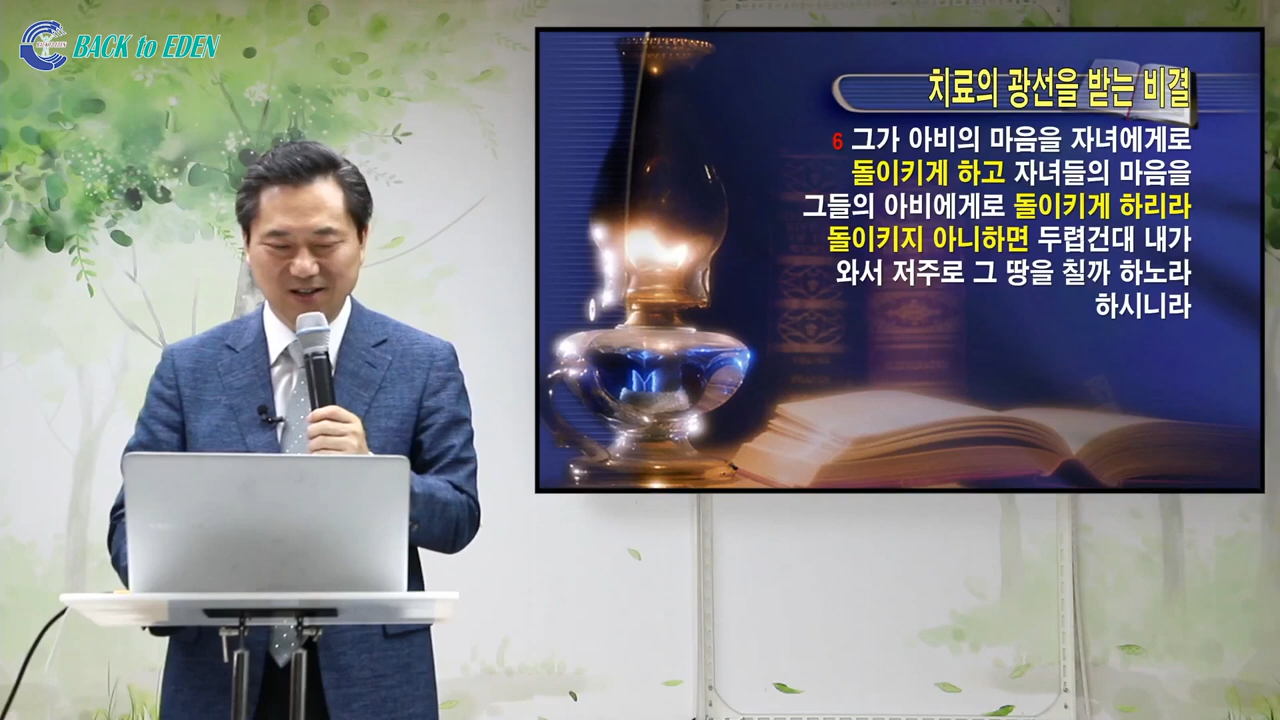 BACK to EDEN
치료의 광선을 받는 비결
6 그가 아비의 마음을 자녀에게로
돌이키게 하고 자녀들의 마음을
그들의 아비에게로 돌이키게 하리라
돌이키지 아니하면 두렵건대 내가
와서 저주로 그 땅을 칠까 하노라
하시니라